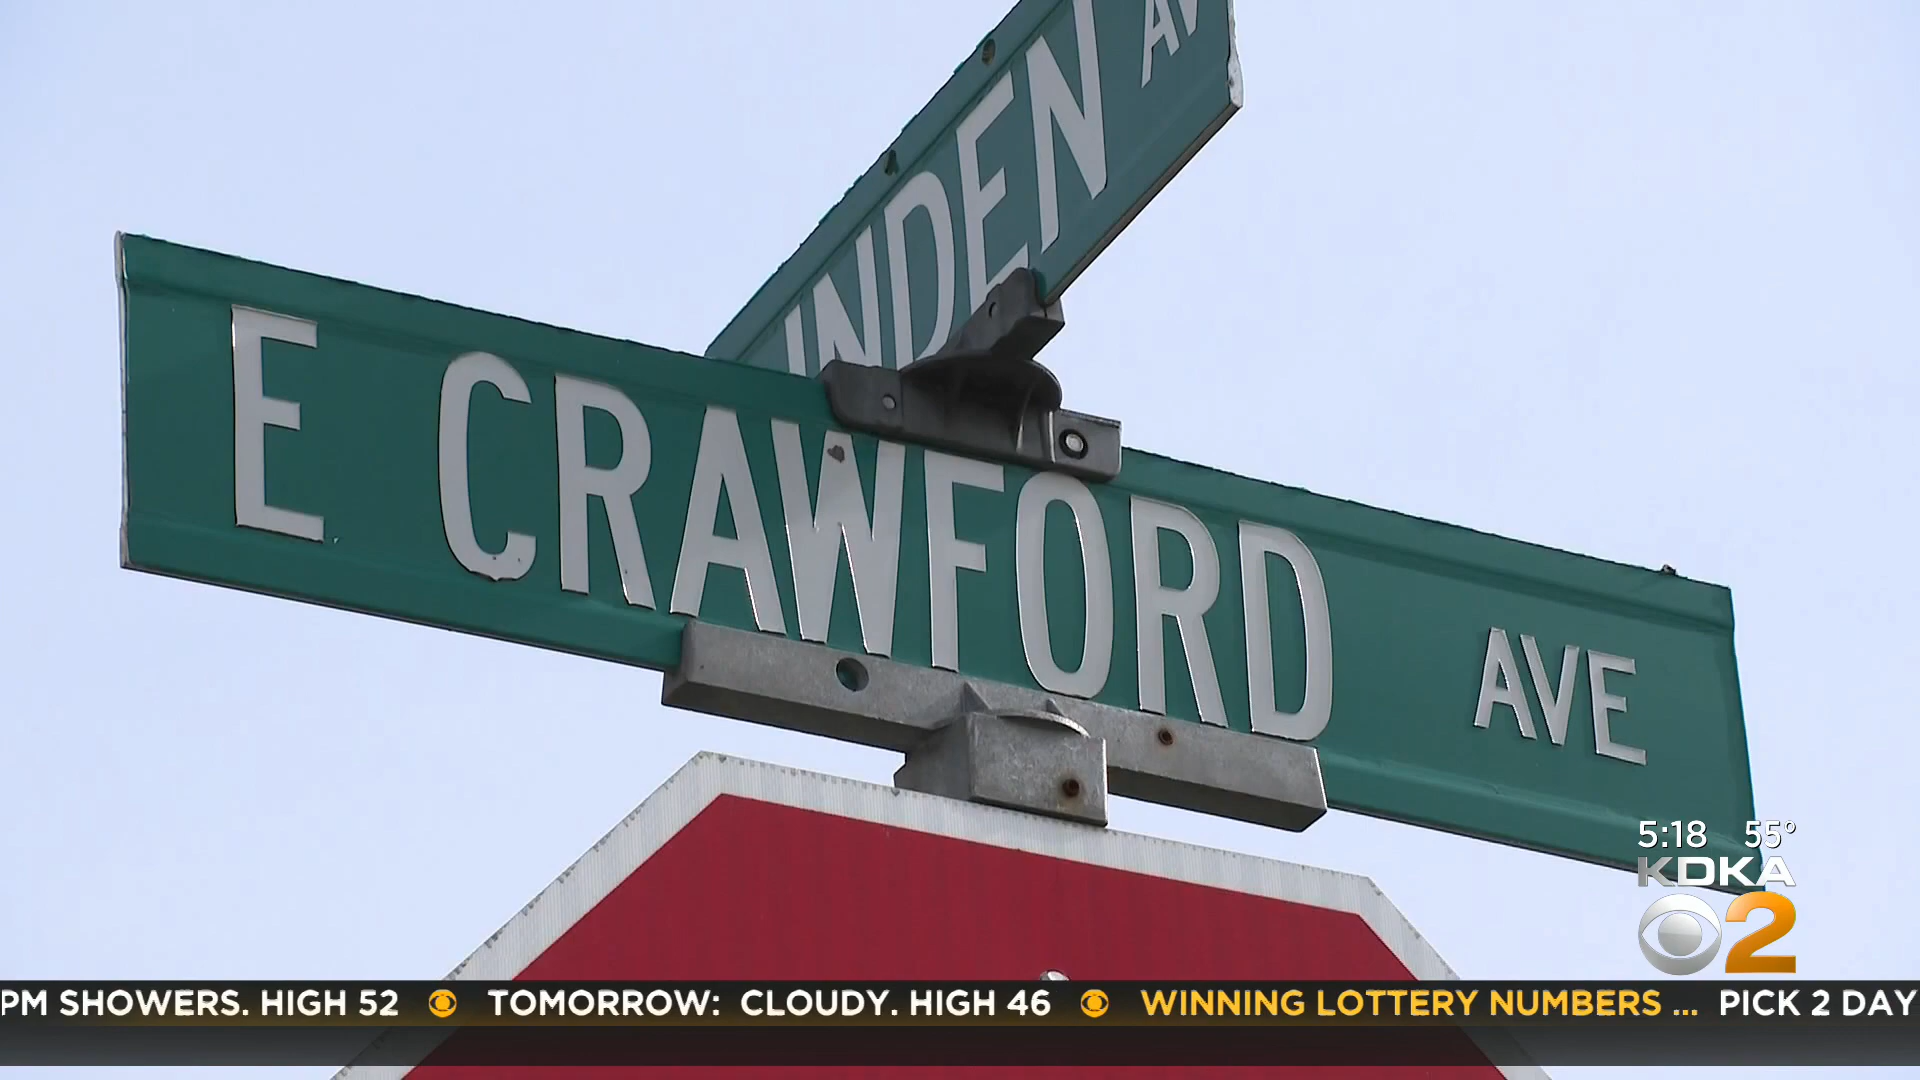 INDEN AV
E CRAWFORD AVE
5:18 55°
KDKA
2
PM SHOWERS. HIGH 52 TOMORROW: CLOUDY. HIGH 46 WINNING LOTTERY NUMBERS ... PICK 2 DAY